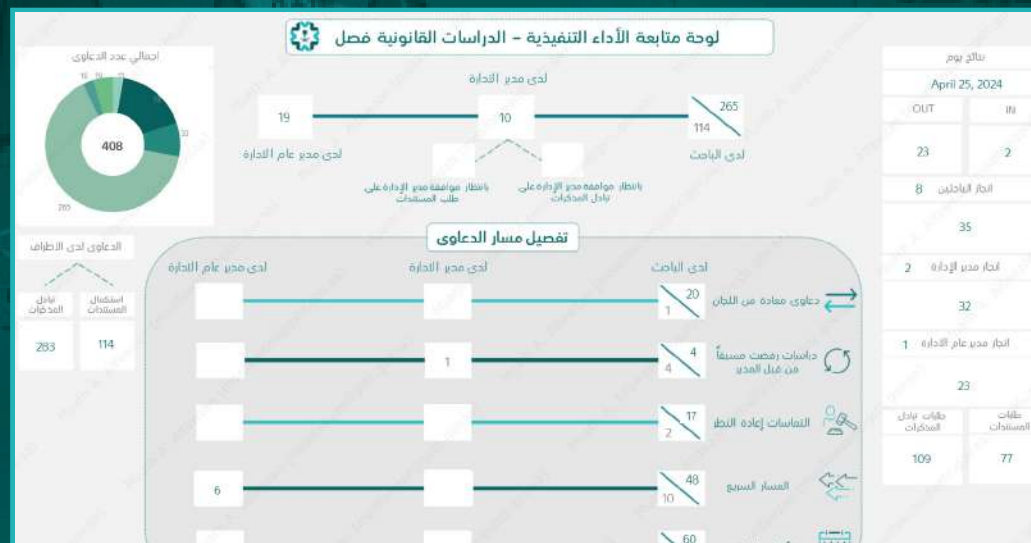 لوحة متابعة الأداء التنفيذية – الدراسات القانونية فصل
نتائج يوم
April 25, 2024
OUT
IN
23
2
انجاز الباحثين
8
35
انجاز مدير الإدارة
2
32
انجاز مدير عام الادارة
1
23
طلبات تبادل المذكرات
طلبات المستندات
109
77
لدى مدير الادارة
265
114
10
19
لدى الباحث
لدى مدير عام الادارة
بانتظار موافقة مدير الإدارة على تبادل المذكرات
بانتظار موافقة مدير الإدارة على طلب المستندات
اجمالي عدد الدعاوى
408
33
265
الدعاوى لدى الاطراف
استكمال المستندات
تبادل المذكرات
114
283
تفصيل مسار الدعاوى
لدى الباحث
لدى مدير الادارة
لدى مدير عام الادارة
دعاوى معادة من اللجان
20
1
دراسات رفضت مسبقاً من قبل المدير
4
4
1
التماسات إعادة النظر
17
2
المسار السريع
48
10
6
60